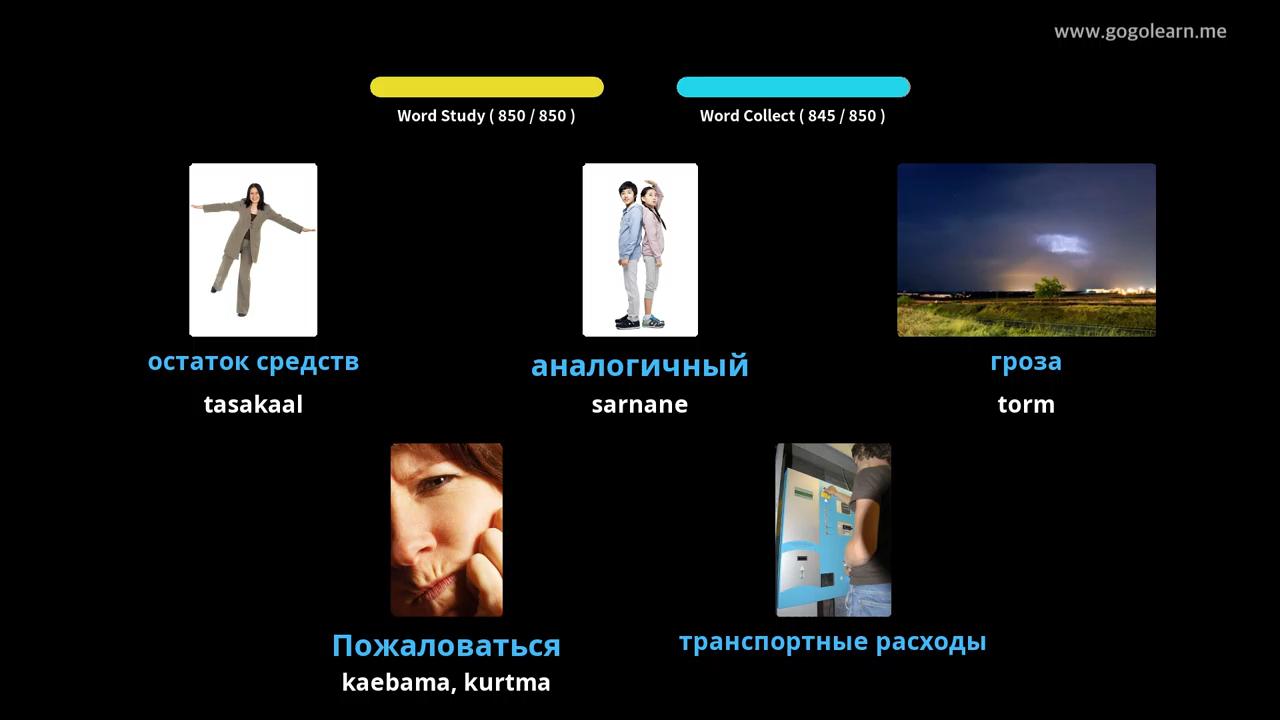 www.gogolearn.me
Word Study ( 850 / 850 )
Word Collect ( 845 / 850 )
остаток средств
аналогичный
гроза
tasakaal
sarnane
torm
Пожаловаться
транспортные расходы
kaebama, kurtma